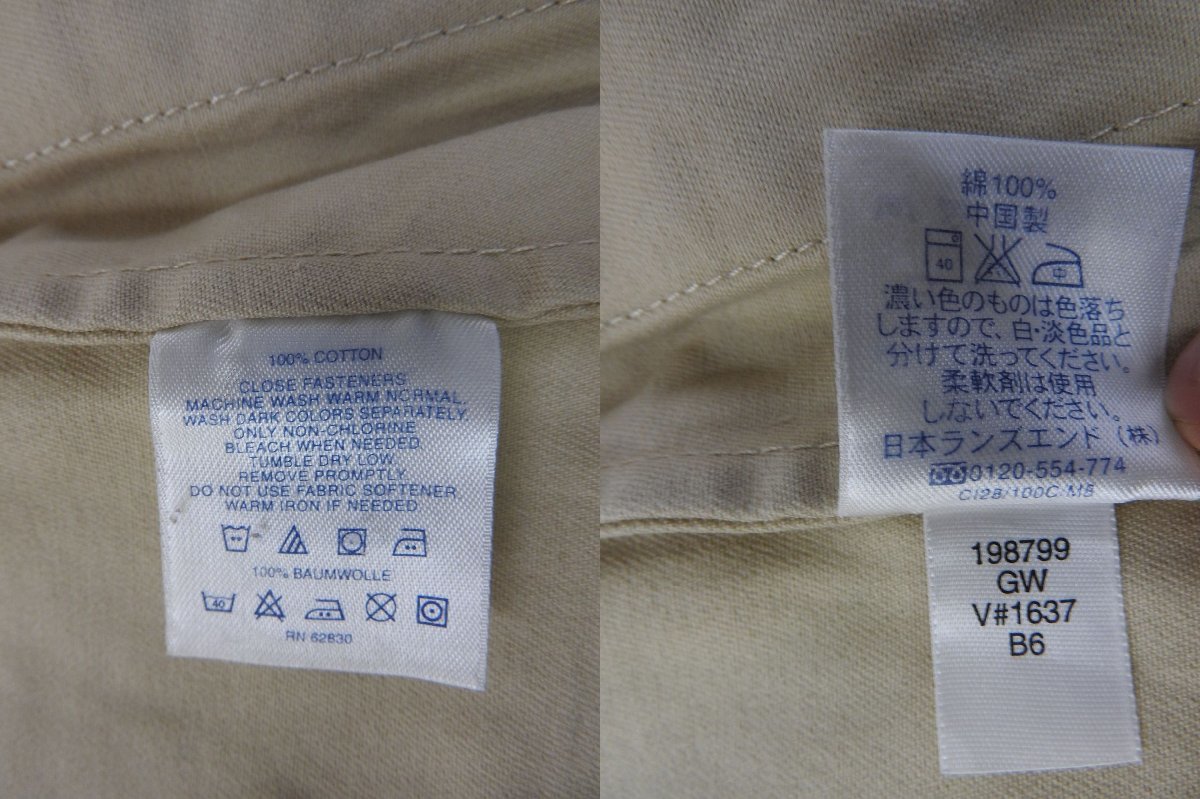 100% COTTON
CLOSE FASTENERS
MACHINE WASH WARM NORMAL.
WASH DARK COLORS SEPARATELY.
ONLY NON-CHLORINE
BLEACH WHEN NEEDED
TUMBLE DRY LOW
REMOVE PROMPTLY.
DO NOT USE FABRIC SOFTENER
WARM IRON IF NEEDED
100% BAUMWOLLE
40
RN 62830
綿100%
中国製
40 中
濃い色のものは色落ち
しますので、白・淡色品と
分けて洗ってください。
柔軟剤は使用
しないでください。
日本ランズエンド(株)
0120-554-774
CI28/100C/MS
198799
GW
V#1637
B6